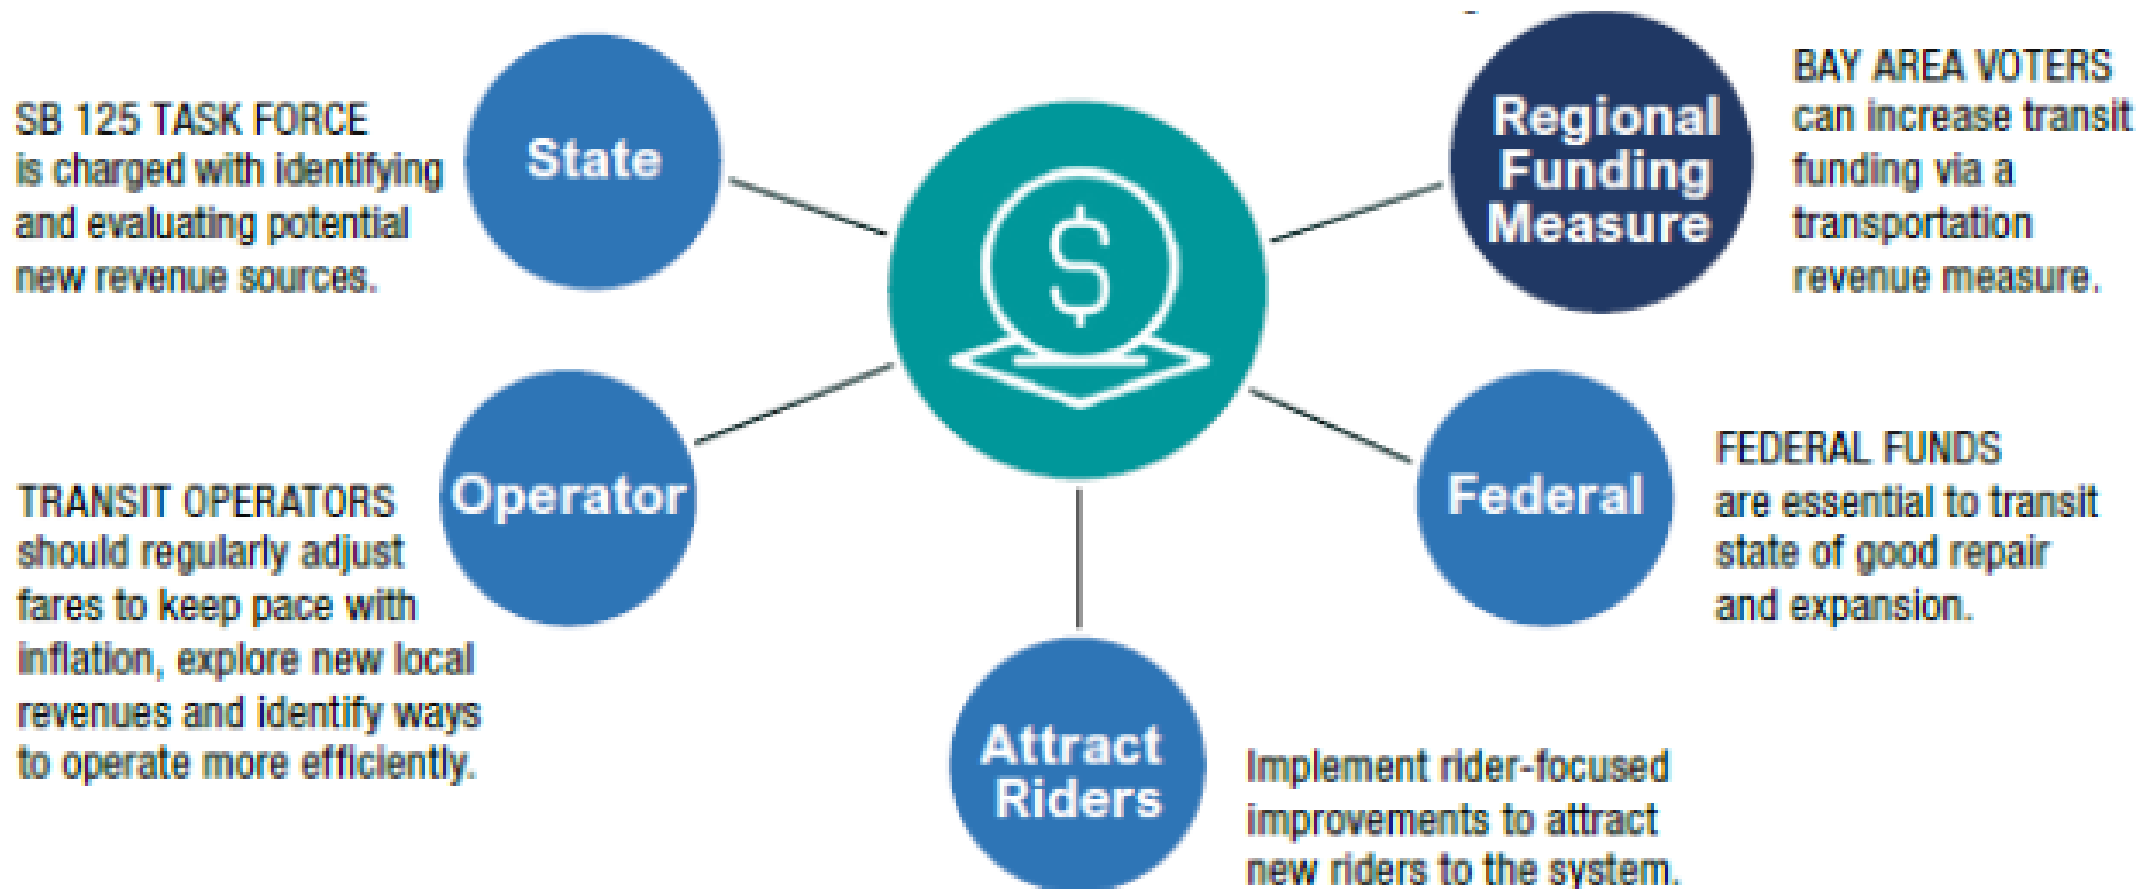 SB 125 TASK FORCE
is charged with identifying
and evaluating potential
new revenue sources.
State
$
Regional
Funding
Measure
BAY AREA VOTERS
can increase transit
funding via a
transportation
revenue measure.
TRANSIT OPERATORS
should regularly adjust
fares to keep pace with
inflation, explore new local
revenues and identify ways
to operate more efficiently.
Operator
Federal
FEDERAL FUNDS
are essential to transit
state of good repair
and expansion.
Attract
Riders
Implement rider-focused
improvements to attract
new riders to the system.